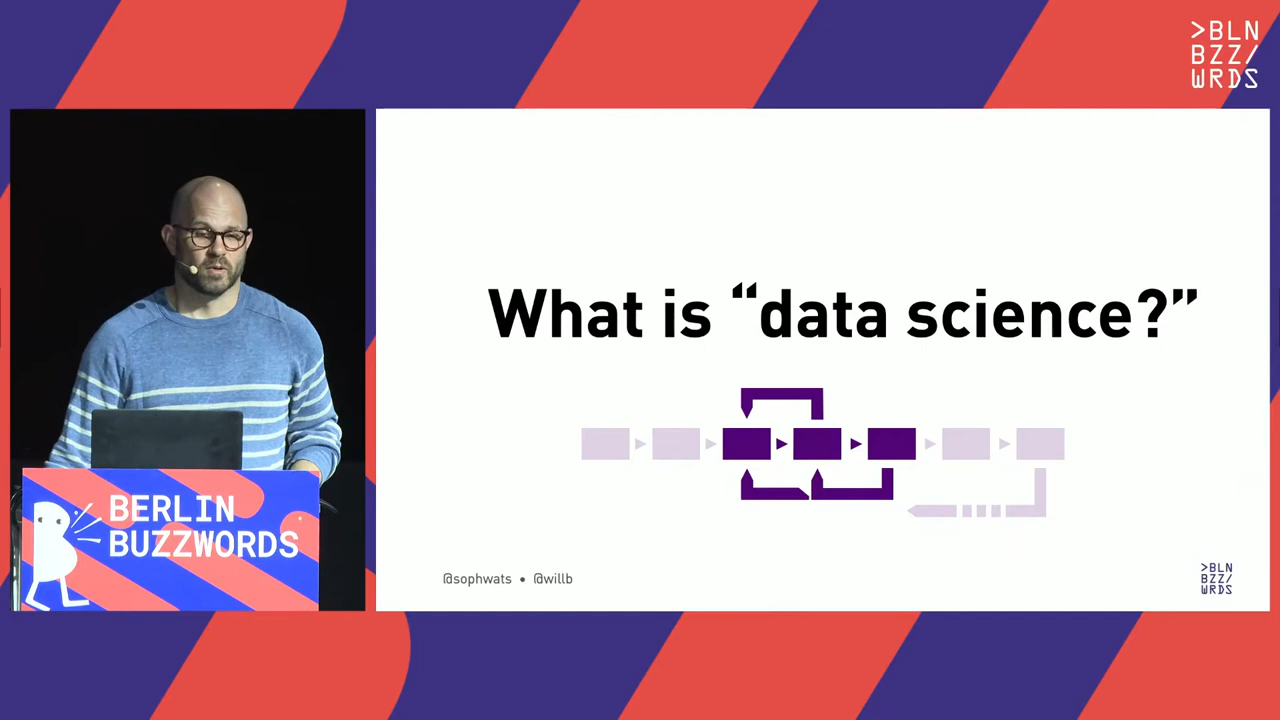 >BLN
BZZ/
WRDS
What is “data science?”
@sophwats • @willb
>BLN
BZZ/
WRDS
BERLIN
BUZZWORDS